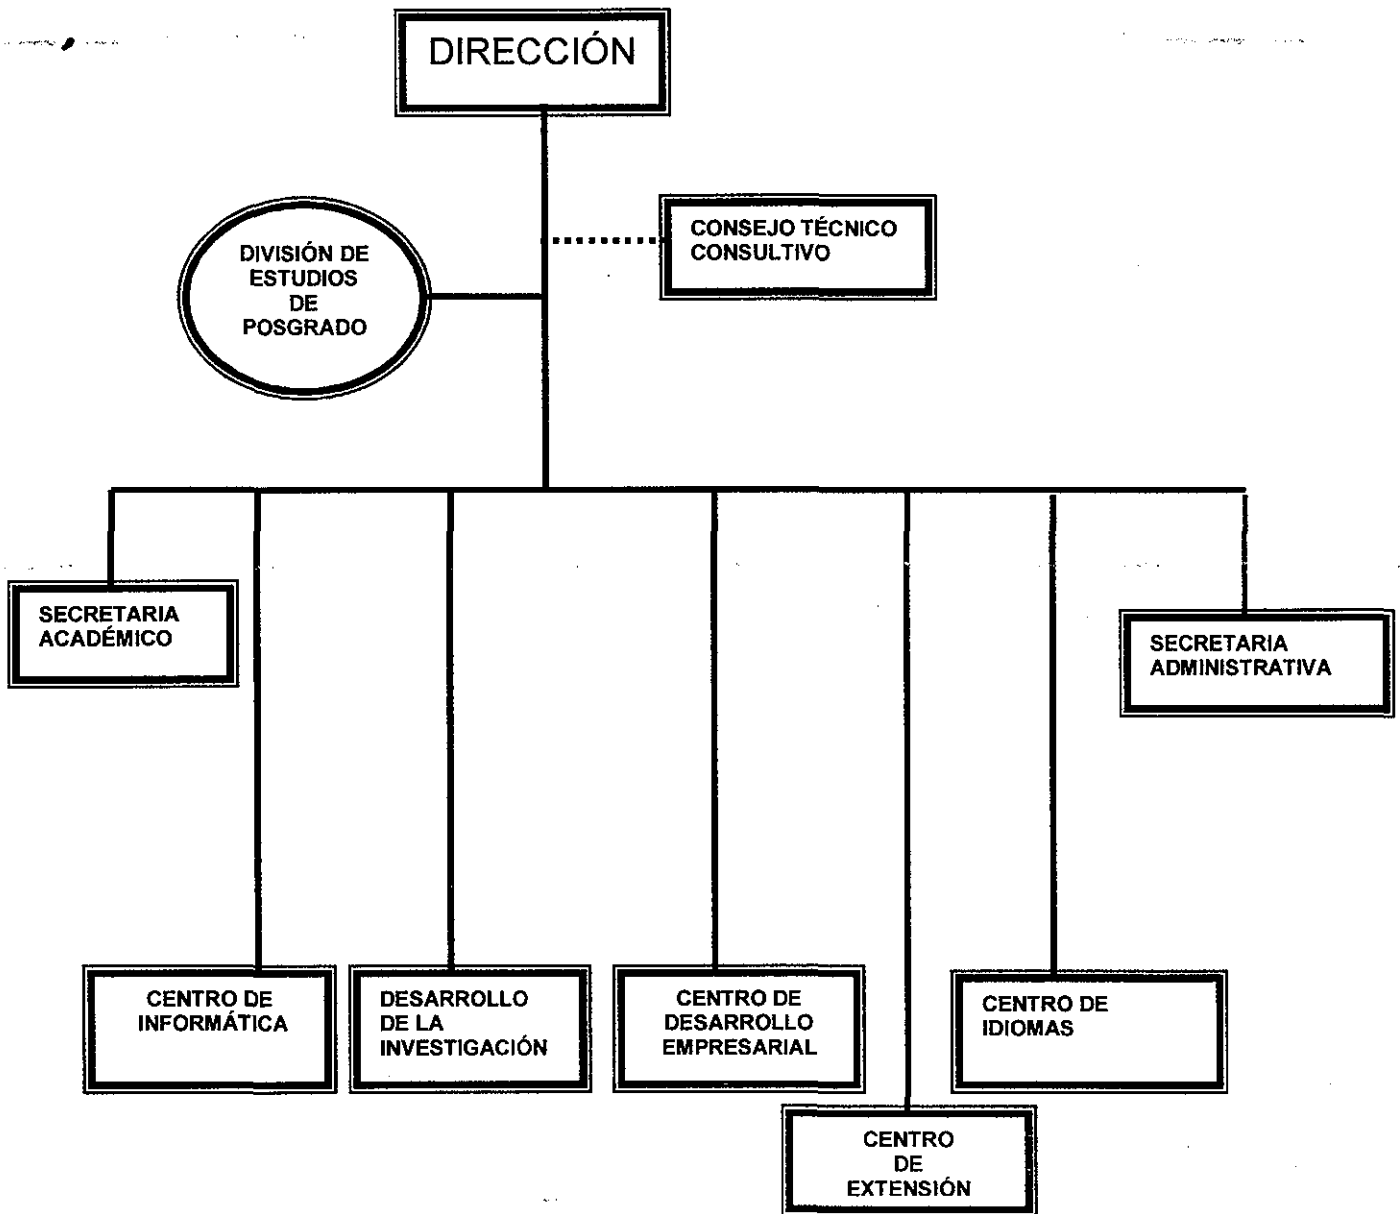 DIRECCIÓN
CONSEJO TÉCNICO
CONSULTIVO
DIVISIÓN DE
ESTUDIOS
DE
POSGRADO
SECRETARIA
ACADÉMICO
SECRETARIA
ADMINISTRATIVA
CENTRO DE
INFORMÁTICA
DESARROLLO
DE LA
INVESTIGACIÓN
CENTRO DE
DESARROLLO
EMPRESARIAL
CENTRO DE
IDIOMAS
CENTRO
DE
EXTENSIÓN